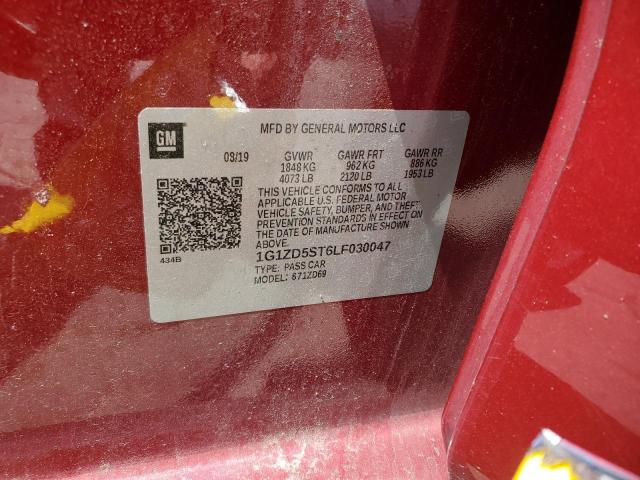 GM
MFD BY GENERAL MOTORS LLC
03/19 GVWR GAWR FRT GAWR RR
1848 KG 962 KG 886 KG
4073 LB 2120 LB 1953 LB
THIS VEHICLE CONFORMS TO ALL
APPLICABLE U.S. FEDERAL MOTOR
VEHICLE SAFETY, BUMPER, AND THEFT
PREVENTION STANDARDS IN EFFECT ON
THE DATE OF MANUFACTURE SHOWN
ABOVE.
434B
1G1ZD5ST6LF030047
TYPE: PASS CAR
MODEL: 671ZD69